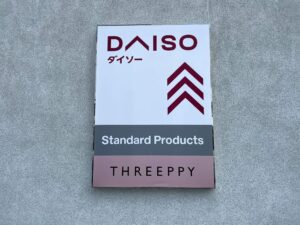 DAISO
ダイソー
Standard Products
THREEPPY